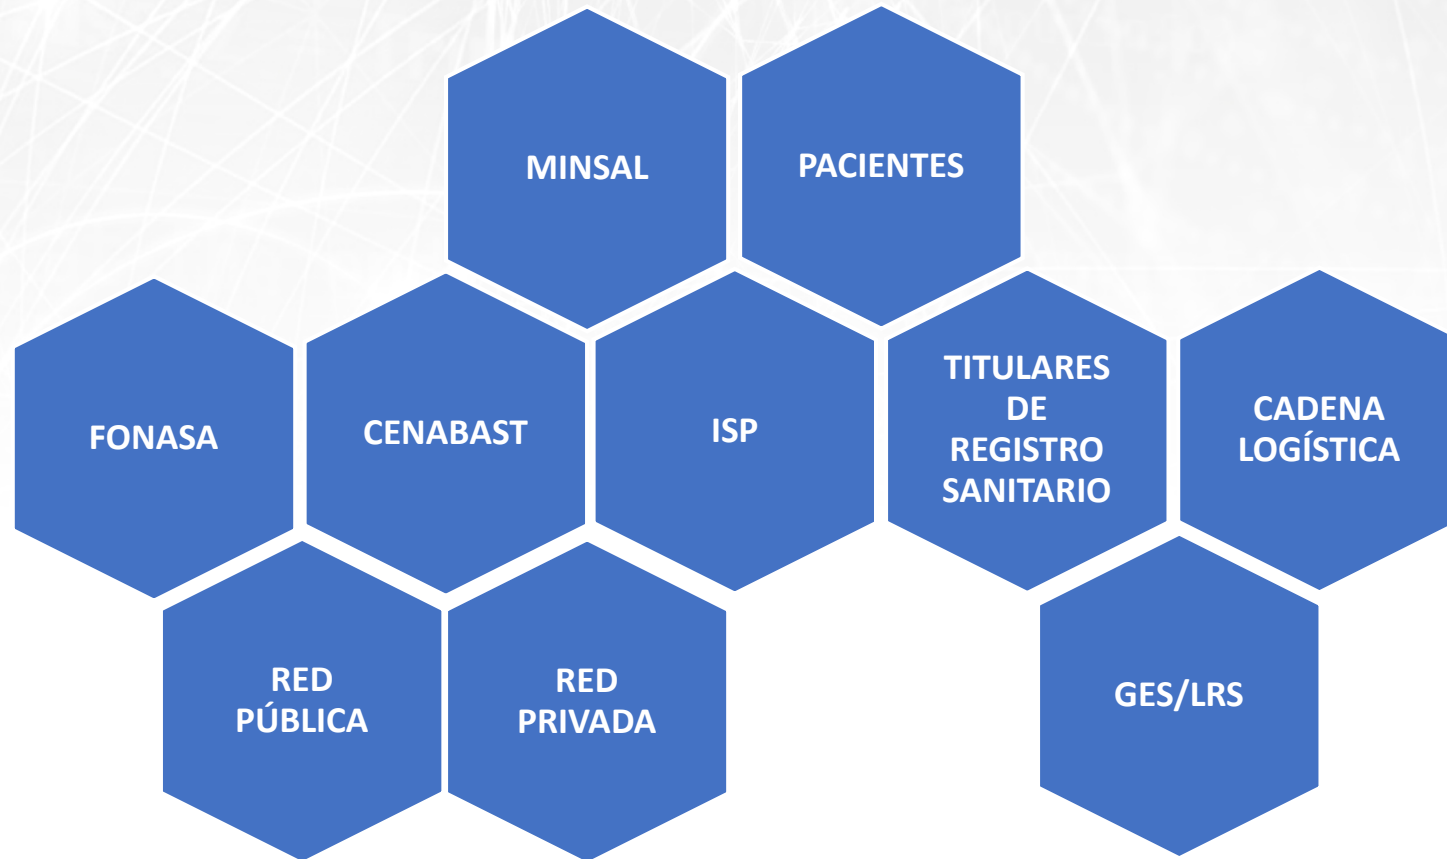 MINSAL
PACIENTES
FONASA
CENABAST
ISP
TITULARES
DE
REGISTRO
SANITARIO
CADENA
LOGÍSTICA
RED
PÚBLICA
RED
PRIVADA
GES/LRS